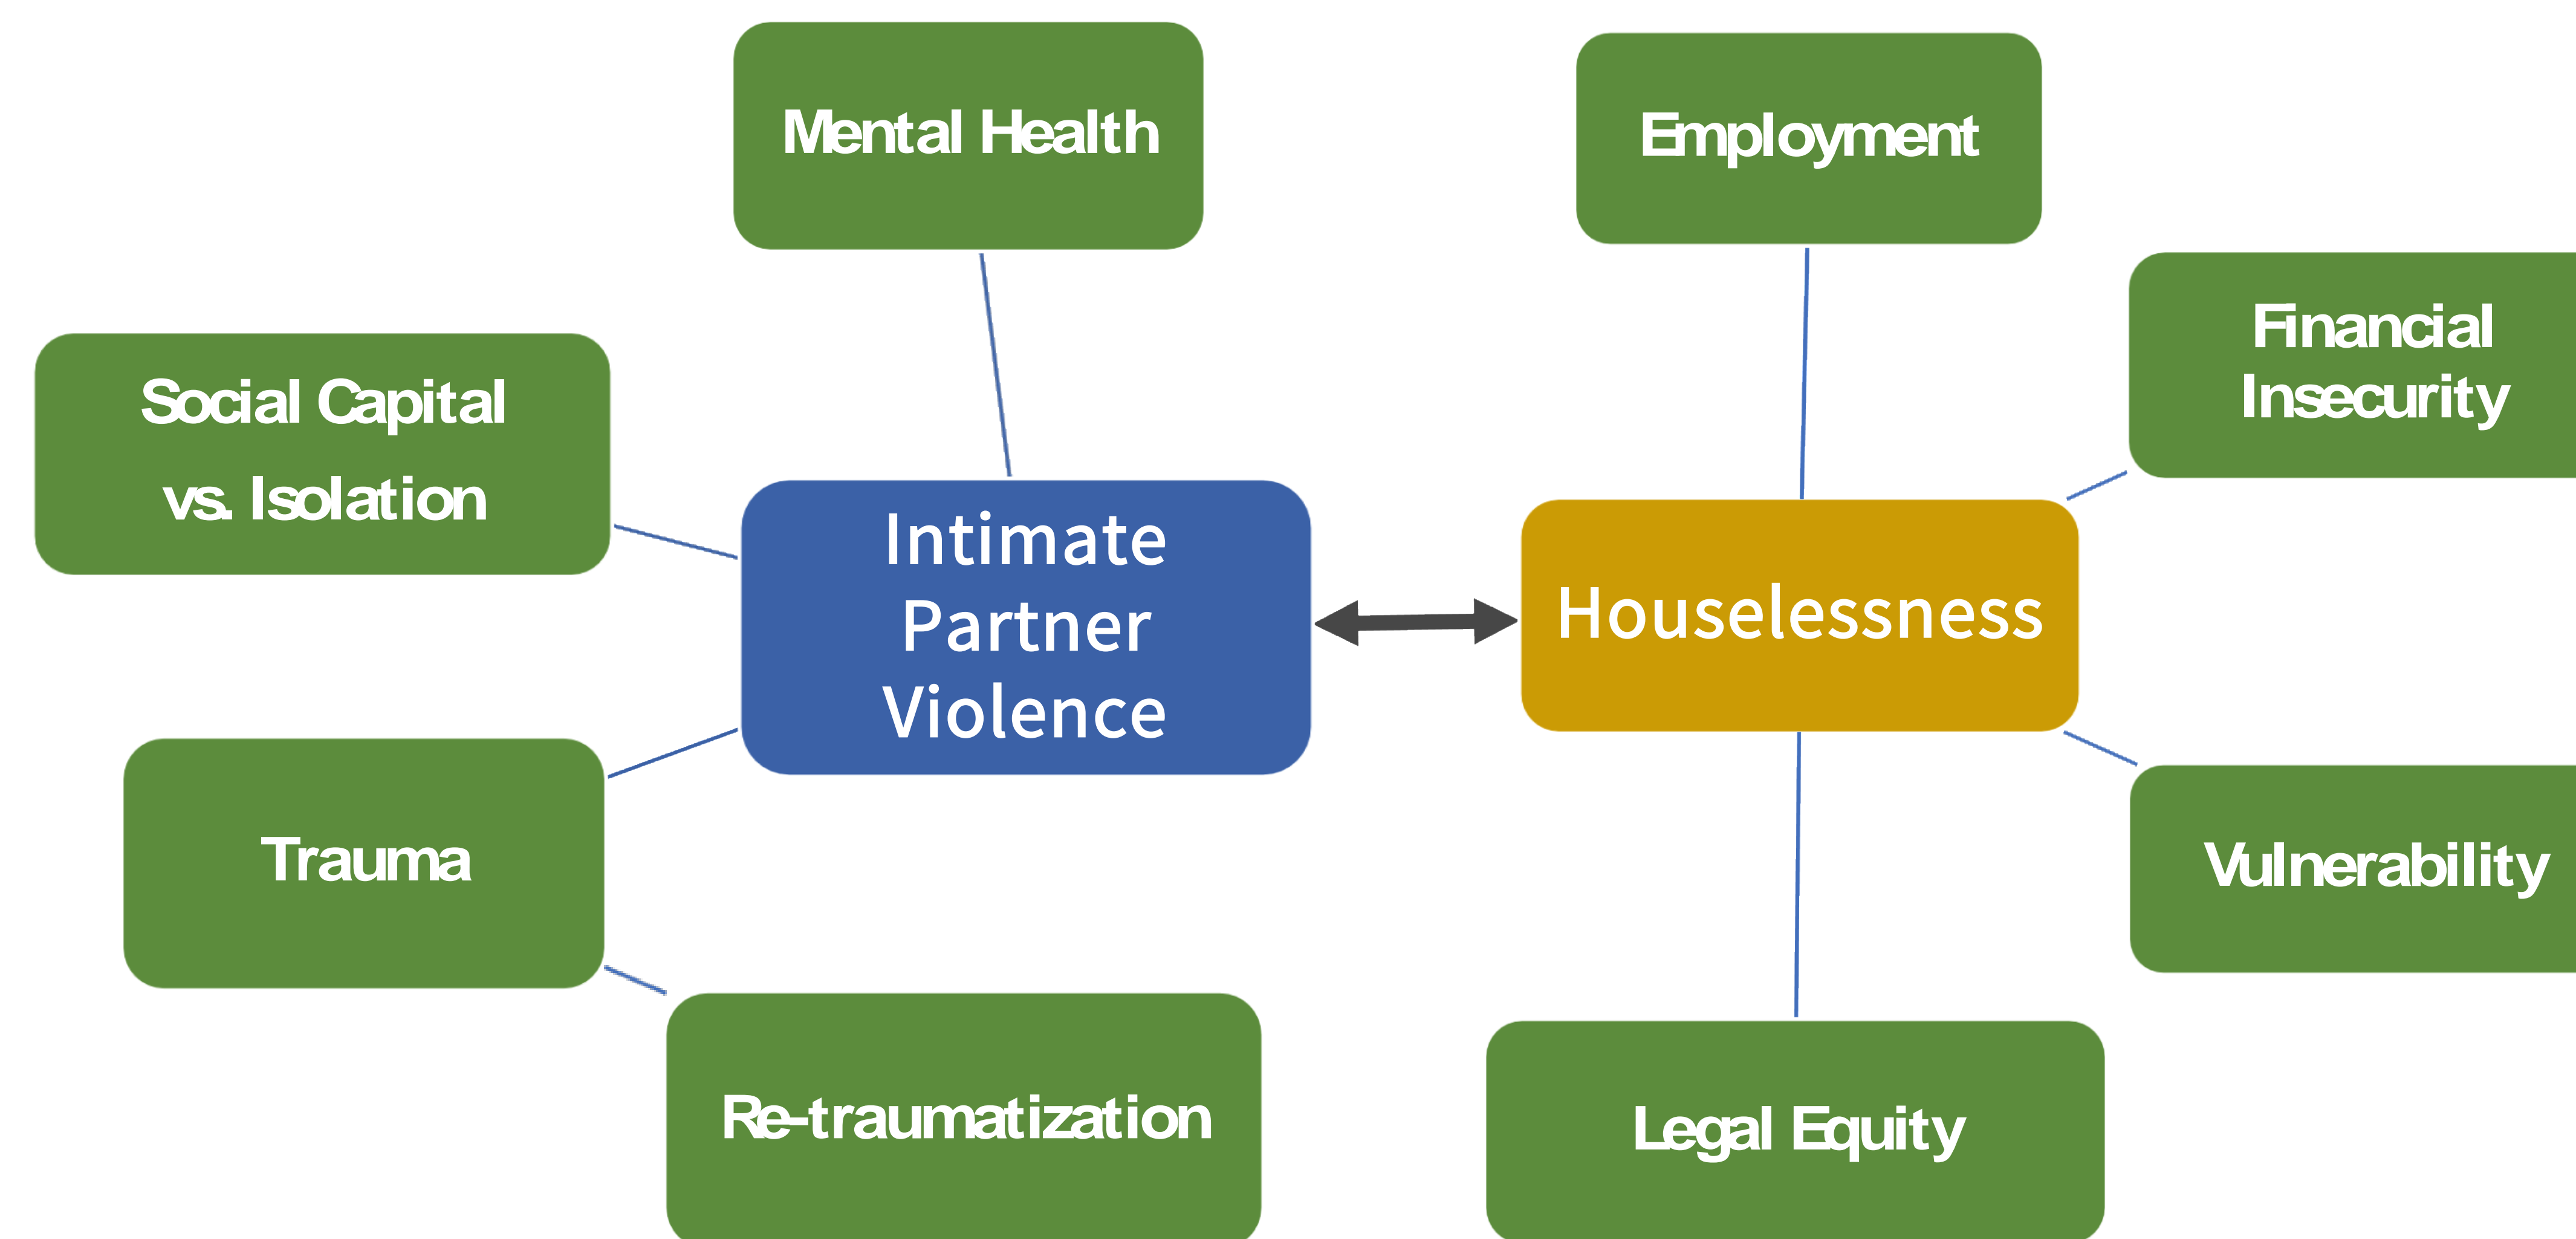 Mental Health
Employment
Financial
Insecurity
Social Capital
vs. Isolation
Intimate
Partner
Violence
Houselessness
Trauma
Vulnerability
Re-traumatization
Legal Equity